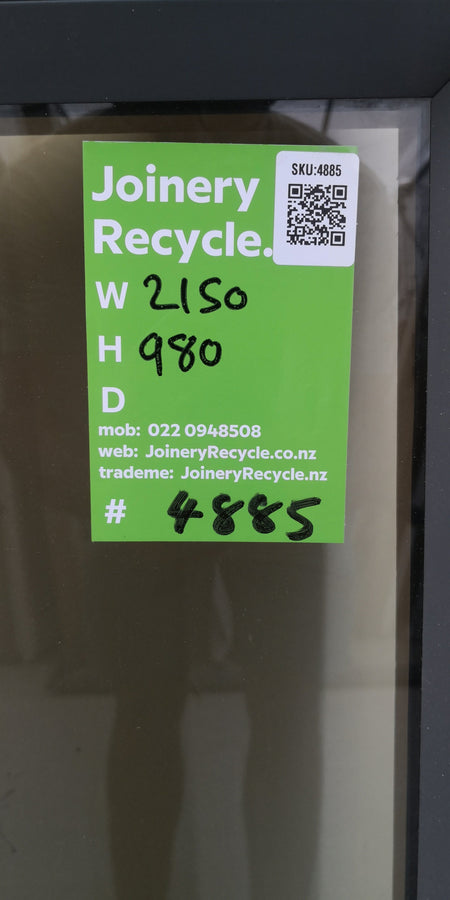 Joinery
Recycle.
SKU:4885
W 2150
H 980
D
mob: 022 0948508
web: JoineryRecycle.co.nz
trademe: JoineryRecycle.nz
# 4885